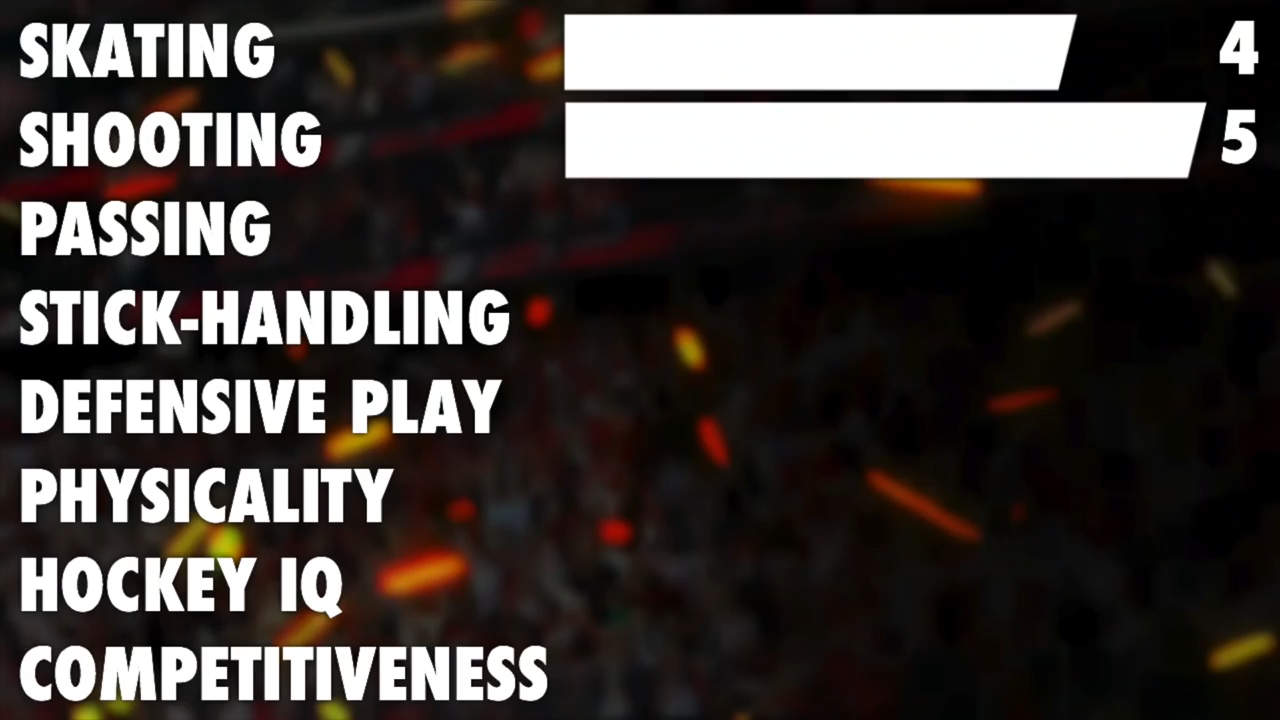 SKATING 4
SHOOTING 5
PASSING
STICK-HANDLING
DEFENSIVE PLAY
PHYSICALITY
HOCKEY IQ
COMPETITIVENESS